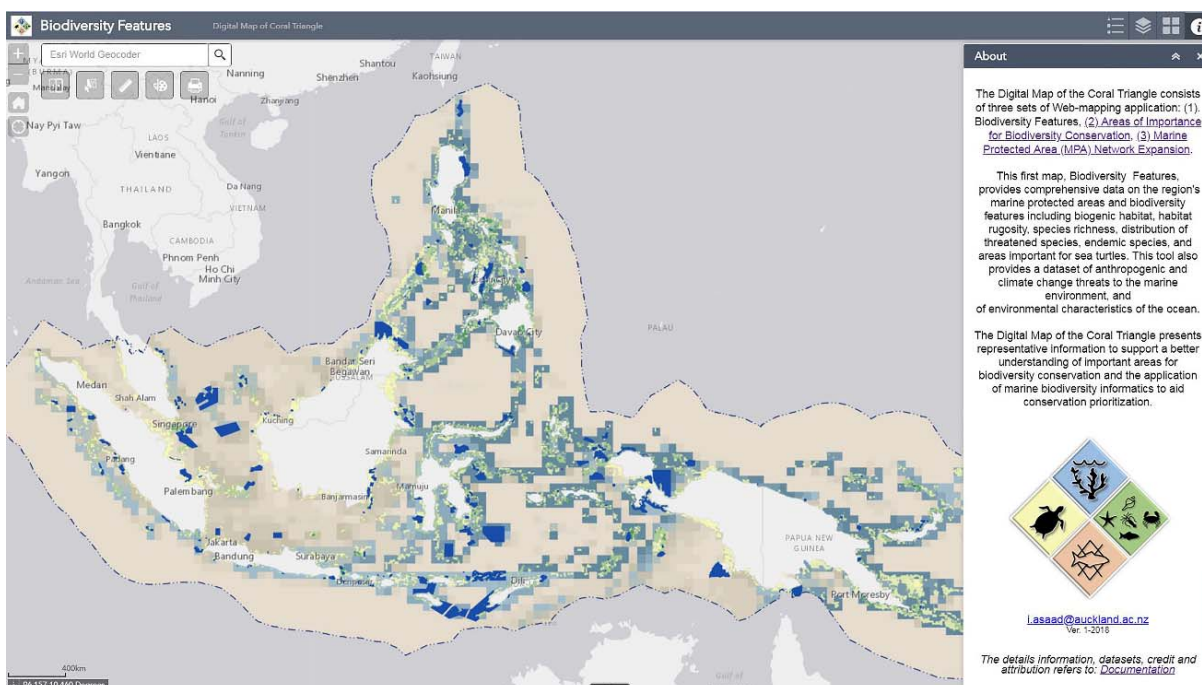 Biodiversity Features
Digital Map of Coral Triangle
Esri World Geocoder
Nay Pyi Taw
Yangon
LAOS
Vientiane
THAILAND
Bangkok
Hanoi
Nanning
Zhanjiang
Gulf of
Tonkin
Shenzhen
Shantou
TAIWAN
Kaohsiung
Da Nang
VIETNAM
CAMBODIA
Phnom Penh
Ho Chi
Minh City
Andaman Sea
Gulf of
Thailand
Manila
Davao City
PALAU
Bandar Seri
Begawan
Medan
Shah Alam
Singapore
Kuching
Padang
Palembang
Samarinda
Banjarmasin
Mamuju
Jakarta
Bandung
Surabaya
Denpasar
Dili
PAPUA NEW
GUINEA
Port Moresby
Gulf of
400km
About
The Digital Map of the Coral Triangle consists
of three sets of Web-mapping application: (1).
Biodiversity Features, (2) Areas of Importance
for Biodiversity Conservation, (3) Marine
Protected Area (MPA) Network Expansion.
This first map, Biodiversity Features,
provides comprehensive data on the region's
marine protected areas and biodiversity
features including biogenic habitat, habitat
rugosity, species richness, distribution of
threatened species, endemic species, and
areas important for sea turtles. This tool also
provides a dataset of anthropogenic and
climate change threats to the marine
environment, and
of environmental characteristics of the ocean.
The Digital Map of the Coral Triangle presents
representative information to support a better
understanding of important areas for
biodiversity conservation and the application
of marine biodiversity informatics to aid
conservation prioritization.
i.asaad@auckland.ac.nz
Ver. 1-2018
The details information, datasets, credit and
attribution refers to: Documentation